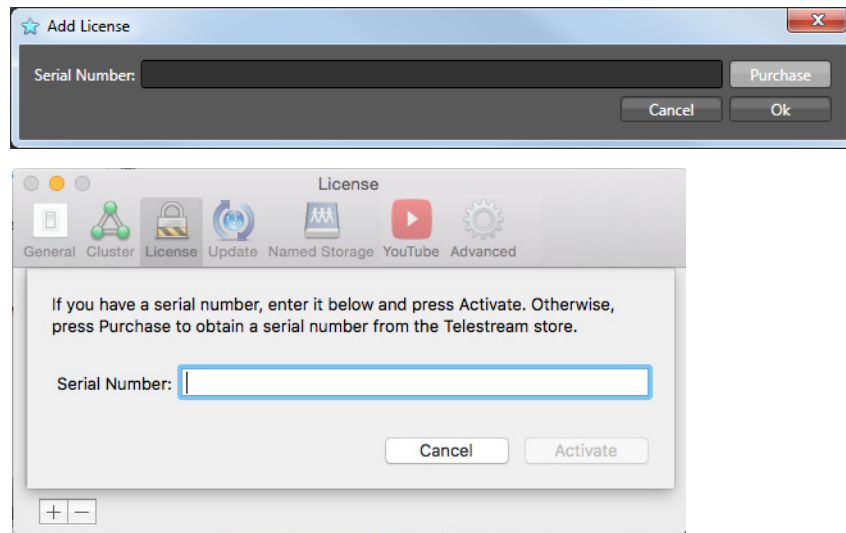 Add License
Serial Number: Purchase
Cancel Ok
License
General Cluster License Update Named Storage YouTube Advanced
If you have a serial number, enter it below and press Activate. Otherwise,
press Purchase to obtain a serial number from the Telestream store.
Serial Number:
Cancel Activate